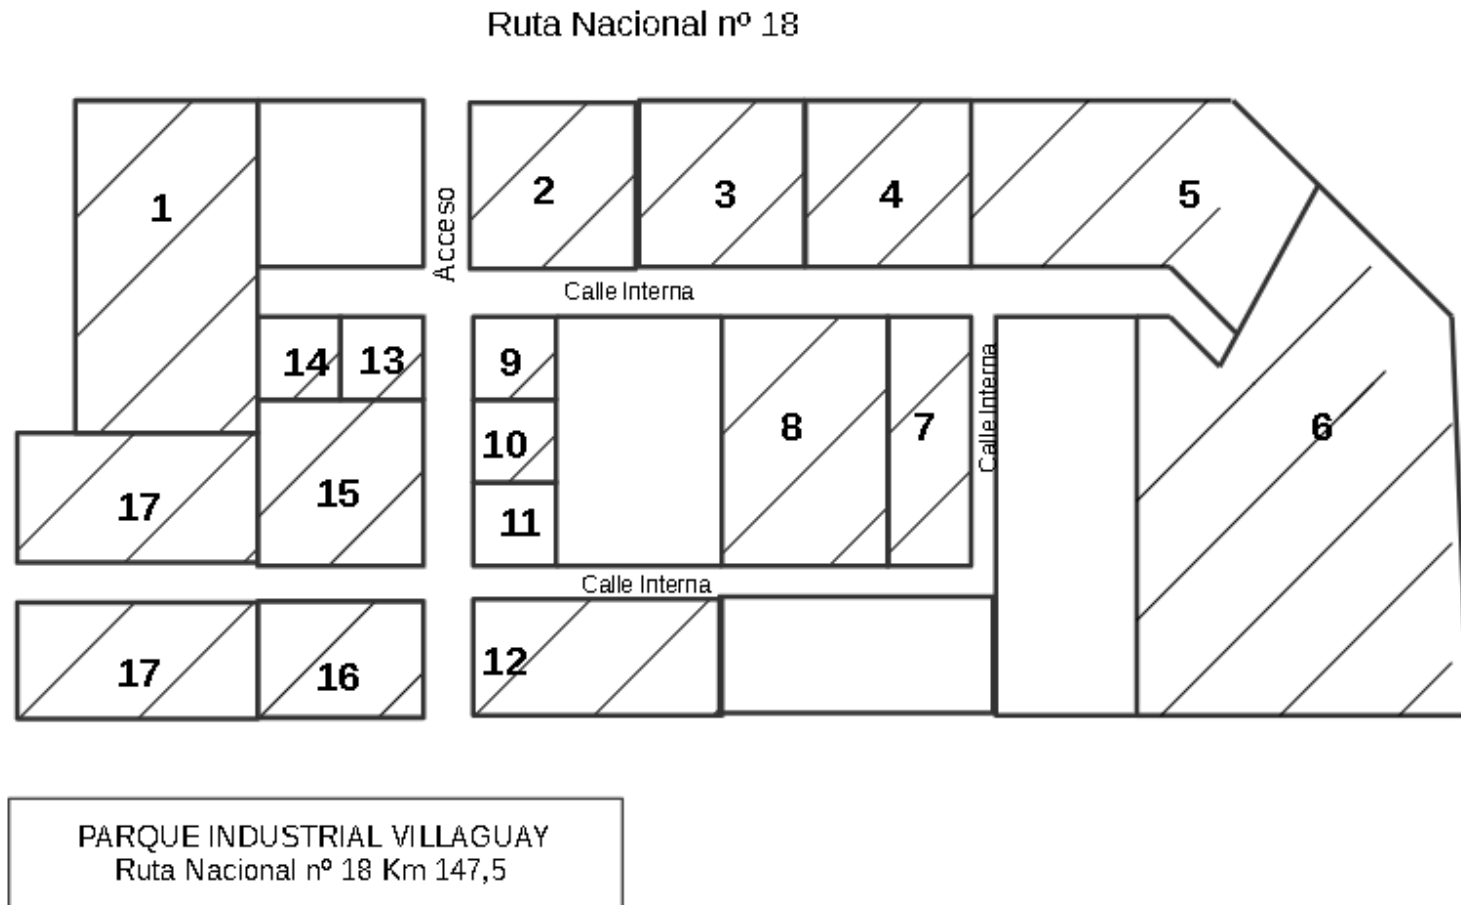 Ruta Nacional nº 18
1
2
3
4
5
Acceso
Calle Interna
14
13
9
8
7
Calle Interna
6
10
17
15
11
Calle Interna
17
16
12
PARQUE INDUSTRIAL VILLAGUAY
Ruta Nacional nº 18 Km 147,5